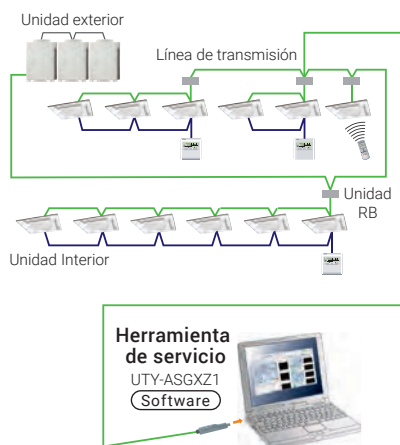 Unidad exterior
Línea de transmisión
Unidad
RB
Unidad Interior
Herramienta
de servicio
UTY-ASGXZ1
Software